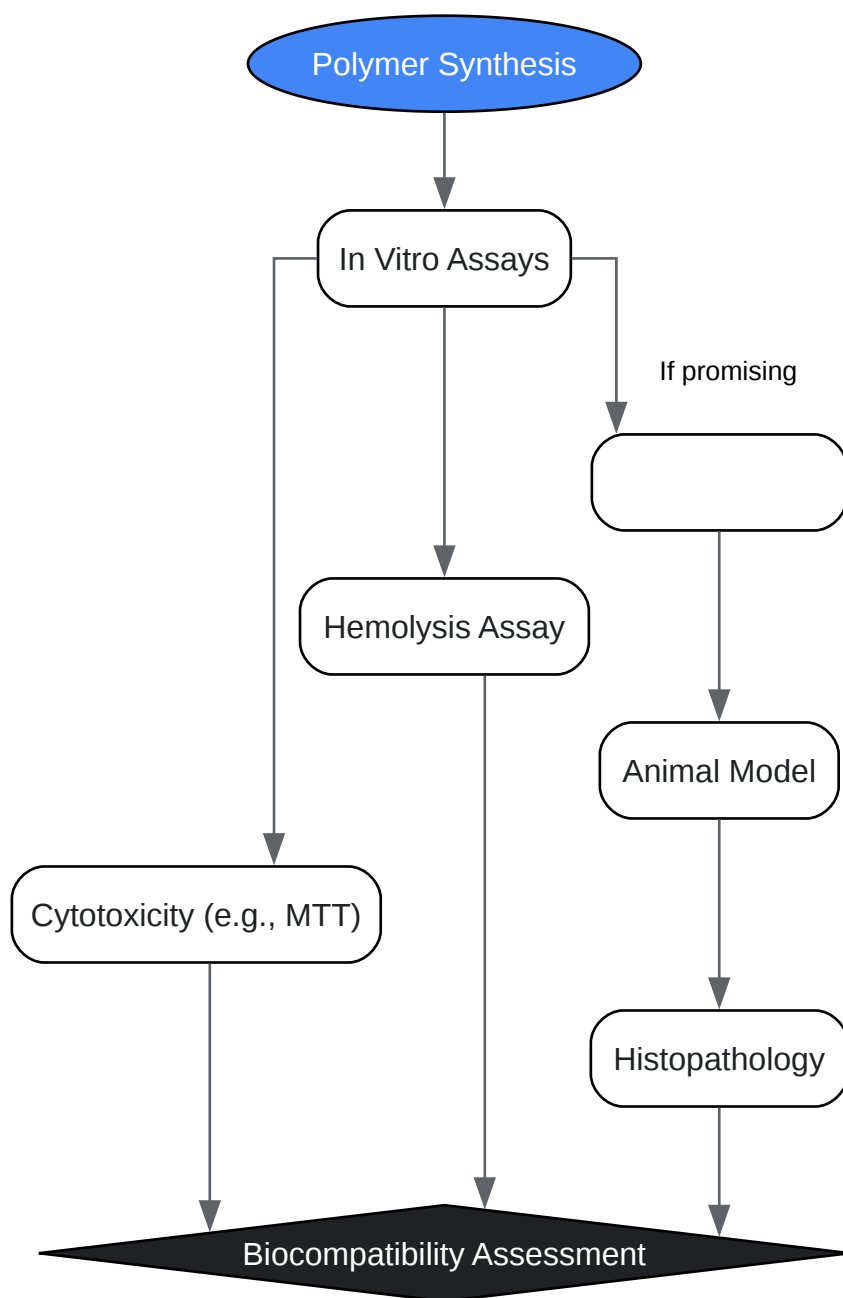 Polymer Synthesis
In Vitro Assays
If promising
Hemolysis Assay
Animal Model
Cytotoxicity (e.g., MTT)
Histopathology
Biocompatibility Assessment